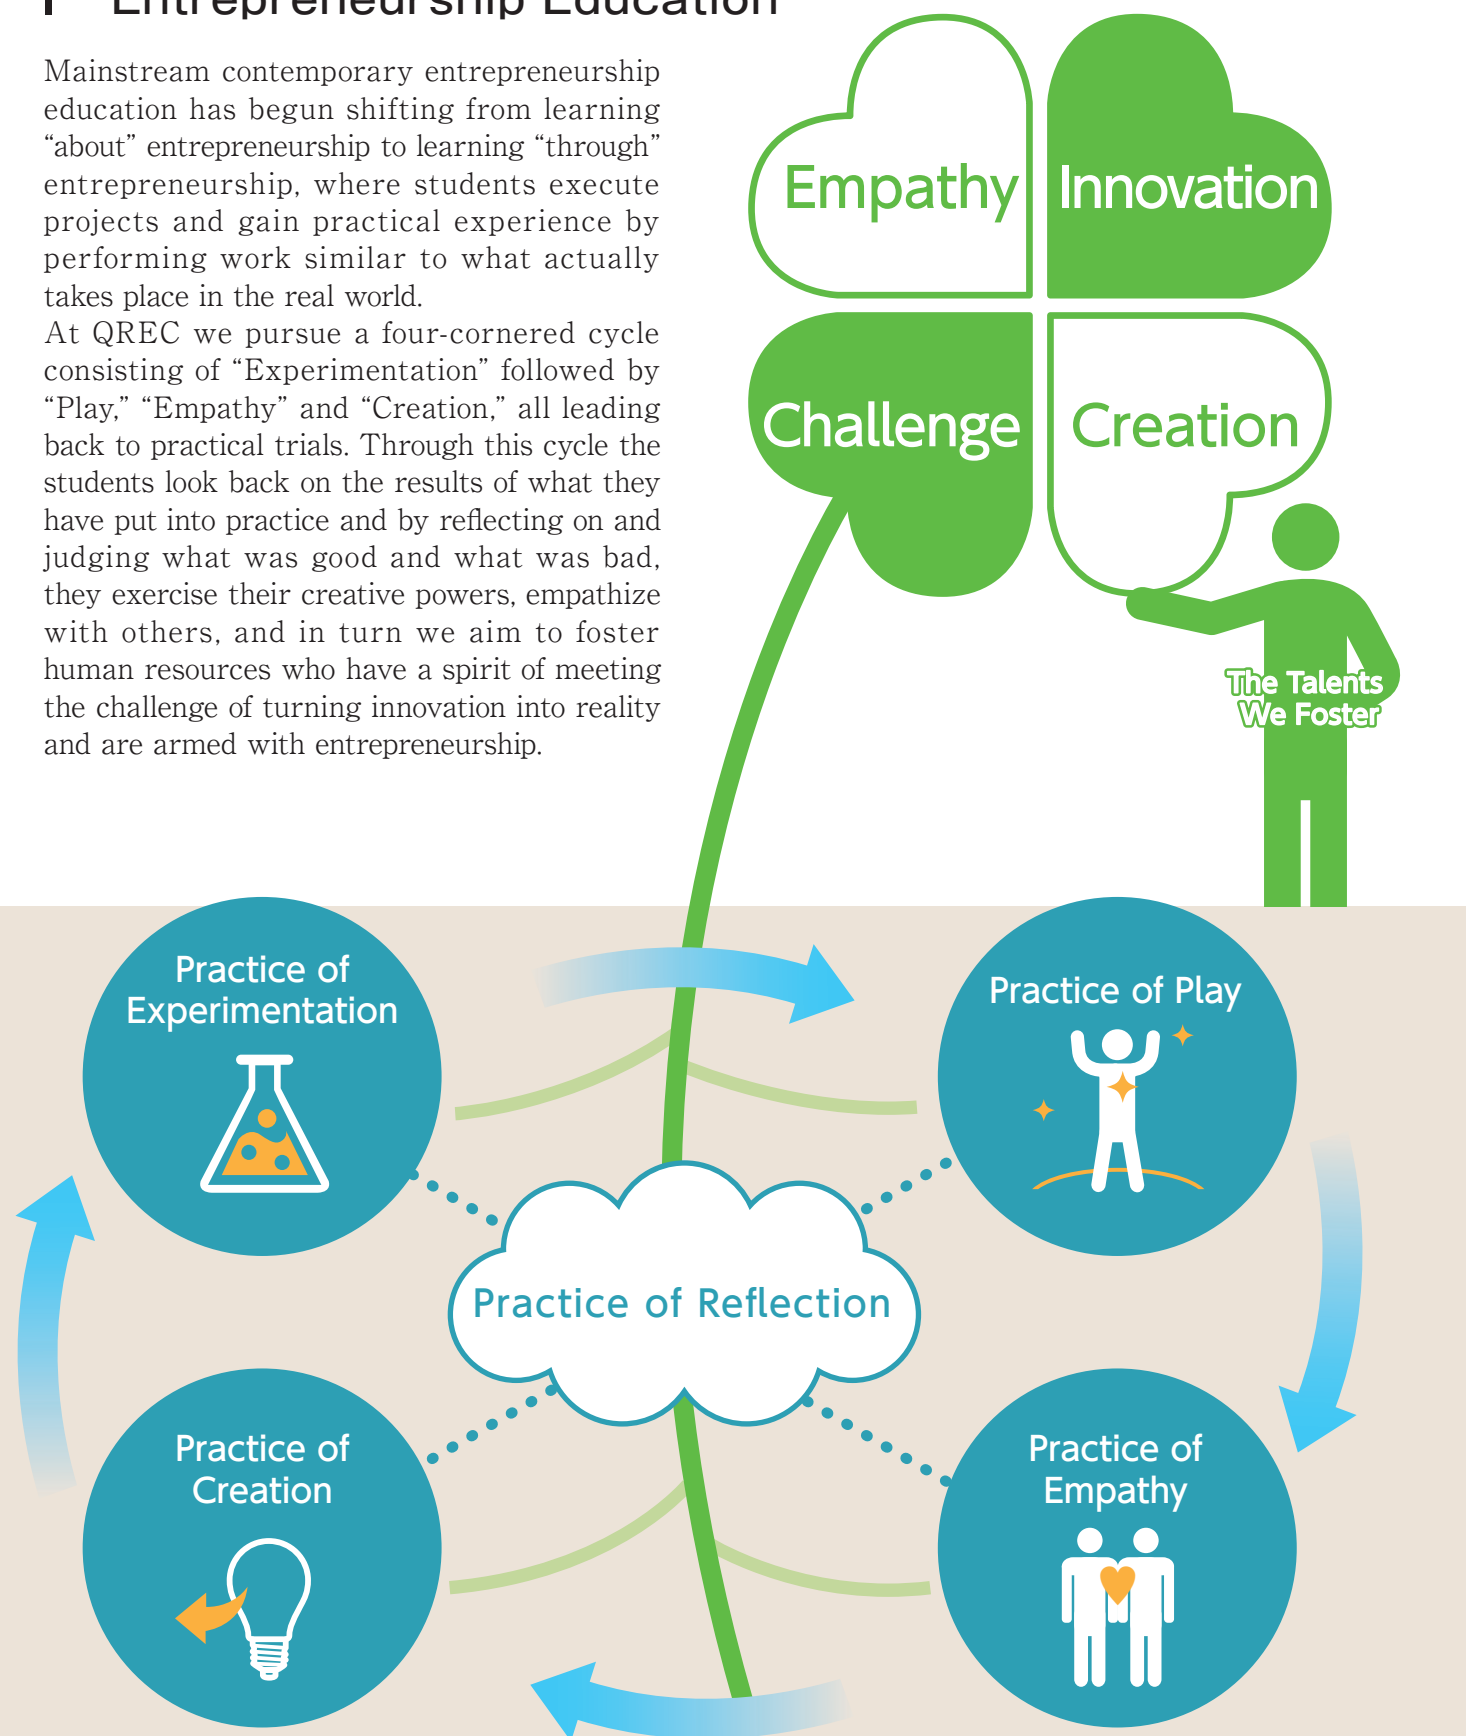 Entrepreneurship Education
Mainstream contemporary entrepreneurship
education has begun shifting from learning
“about” entrepreneurship to learning “through”
entrepreneurship, where students execute
projects and gain practical experience by
performing work similar to what actually
takes place in the real world.
At QREC we pursue a four-cornered cycle
consisting of “Experimentation” followed by
“Play,” “Empathy” and “Creation,” all leading
back to practical trials. Through this cycle the
students look back on the results of what they
have put into practice and by reflecting on and
judging what was good and what was bad,
they exercise their creative powers, empathize
with others, and in turn we aim to foster
human resources who have a spirit of meeting
the challenge of turning innovation into reality
and are armed with entrepreneurship.
Empathy
Innovation
Challenge
Creation
The Talents
We Foster
Practice of
Experimentation
Practice of Play
Practice of Reflection
Practice of
Creation
Practice of
Empathy